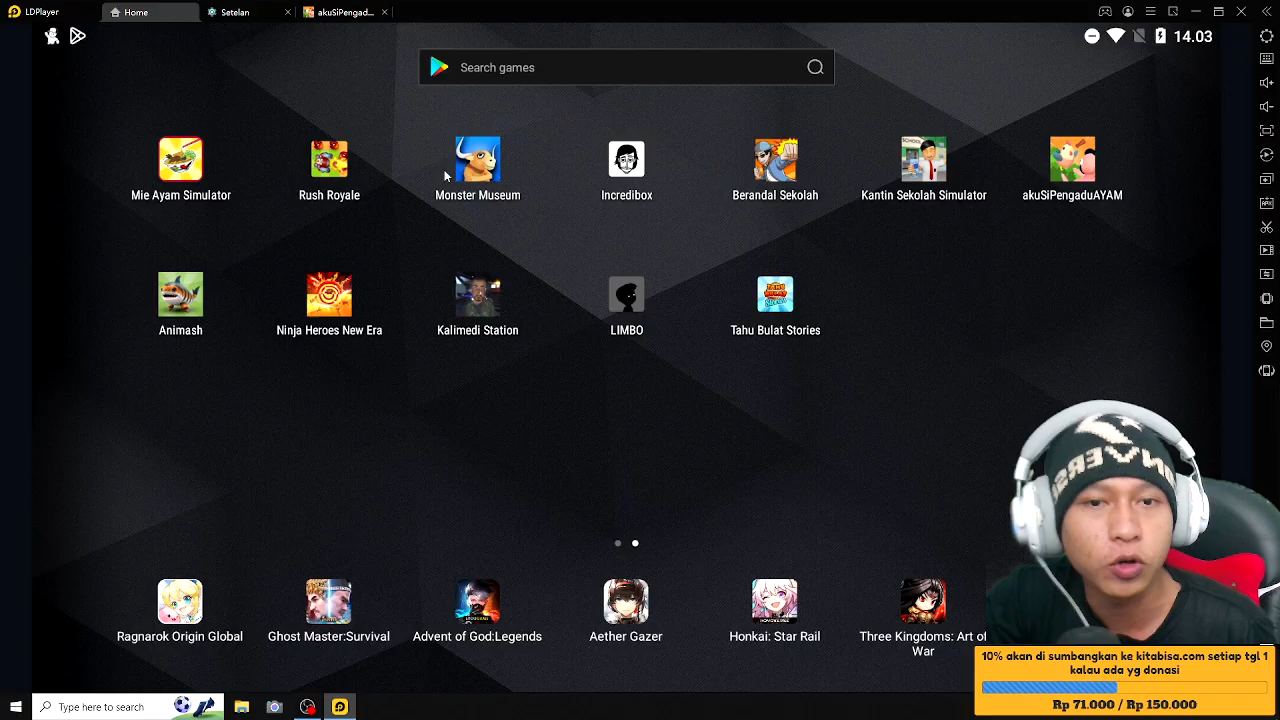 LDPlayer
Home
Setelan
akuSiPengad...
14.03
Search games
Mie Ayam Simulator
Rush Royale
Monster Museum
Incredibox
Berandal Sekolah
Kantin Sekolah Simulator
akuSiPengaduAYAM
Animash
Ninja Heroes New Era
Kalimedi Station
LIMBO
Tahu Bulat Stories
Ragnarok Origin Global
Ghost Master:Survival
Advent of God:Legends
Aether Gazer
Honkai: Star Rail
Three Kingdoms: Art of
War
10% akan di sumbangkan ke kitabisa.com setiap tgl 1
kalau ada yg donasi
Rp 71.000 / Rp 150.000
Type here to search